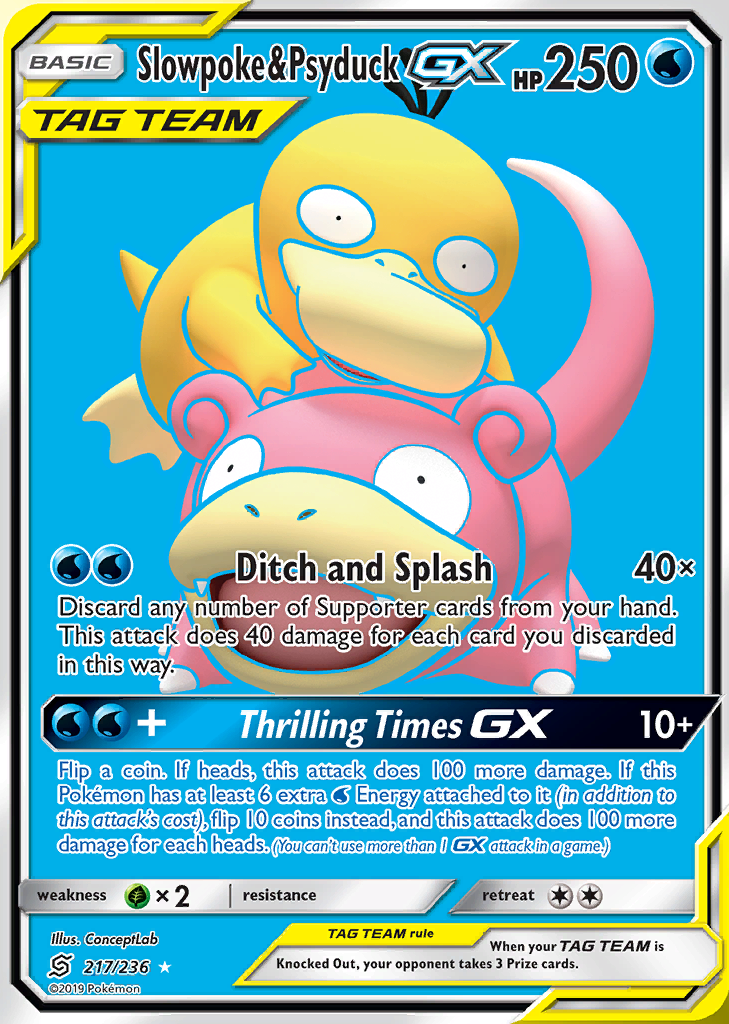 BASIC Slowpoke&Psyduck GX HP 250
TAG TEAM
Ditch and Splash 40×
Discard any number of Supporter cards from your hand.
This attack does 40 damage for each card you discarded
in this way.
+ Thrilling Times GX 10+
Flip a coin. If heads, this attack does 100 more damage. If this
Pokémon has at least 6 extra Energy attached to it (in addition to
this attack's cost), flip 10 coins instead, and this attack does 100 more
damage for each heads. (You can't use more than 1 GX attack in a game.)
weakness ×2 resistance retreat
Illus. ConceptLab
TAG TEAM rule
When your TAG TEAM is
Knocked Out, your opponent takes 3 Prize cards.
217/236
©2019 Pokémon